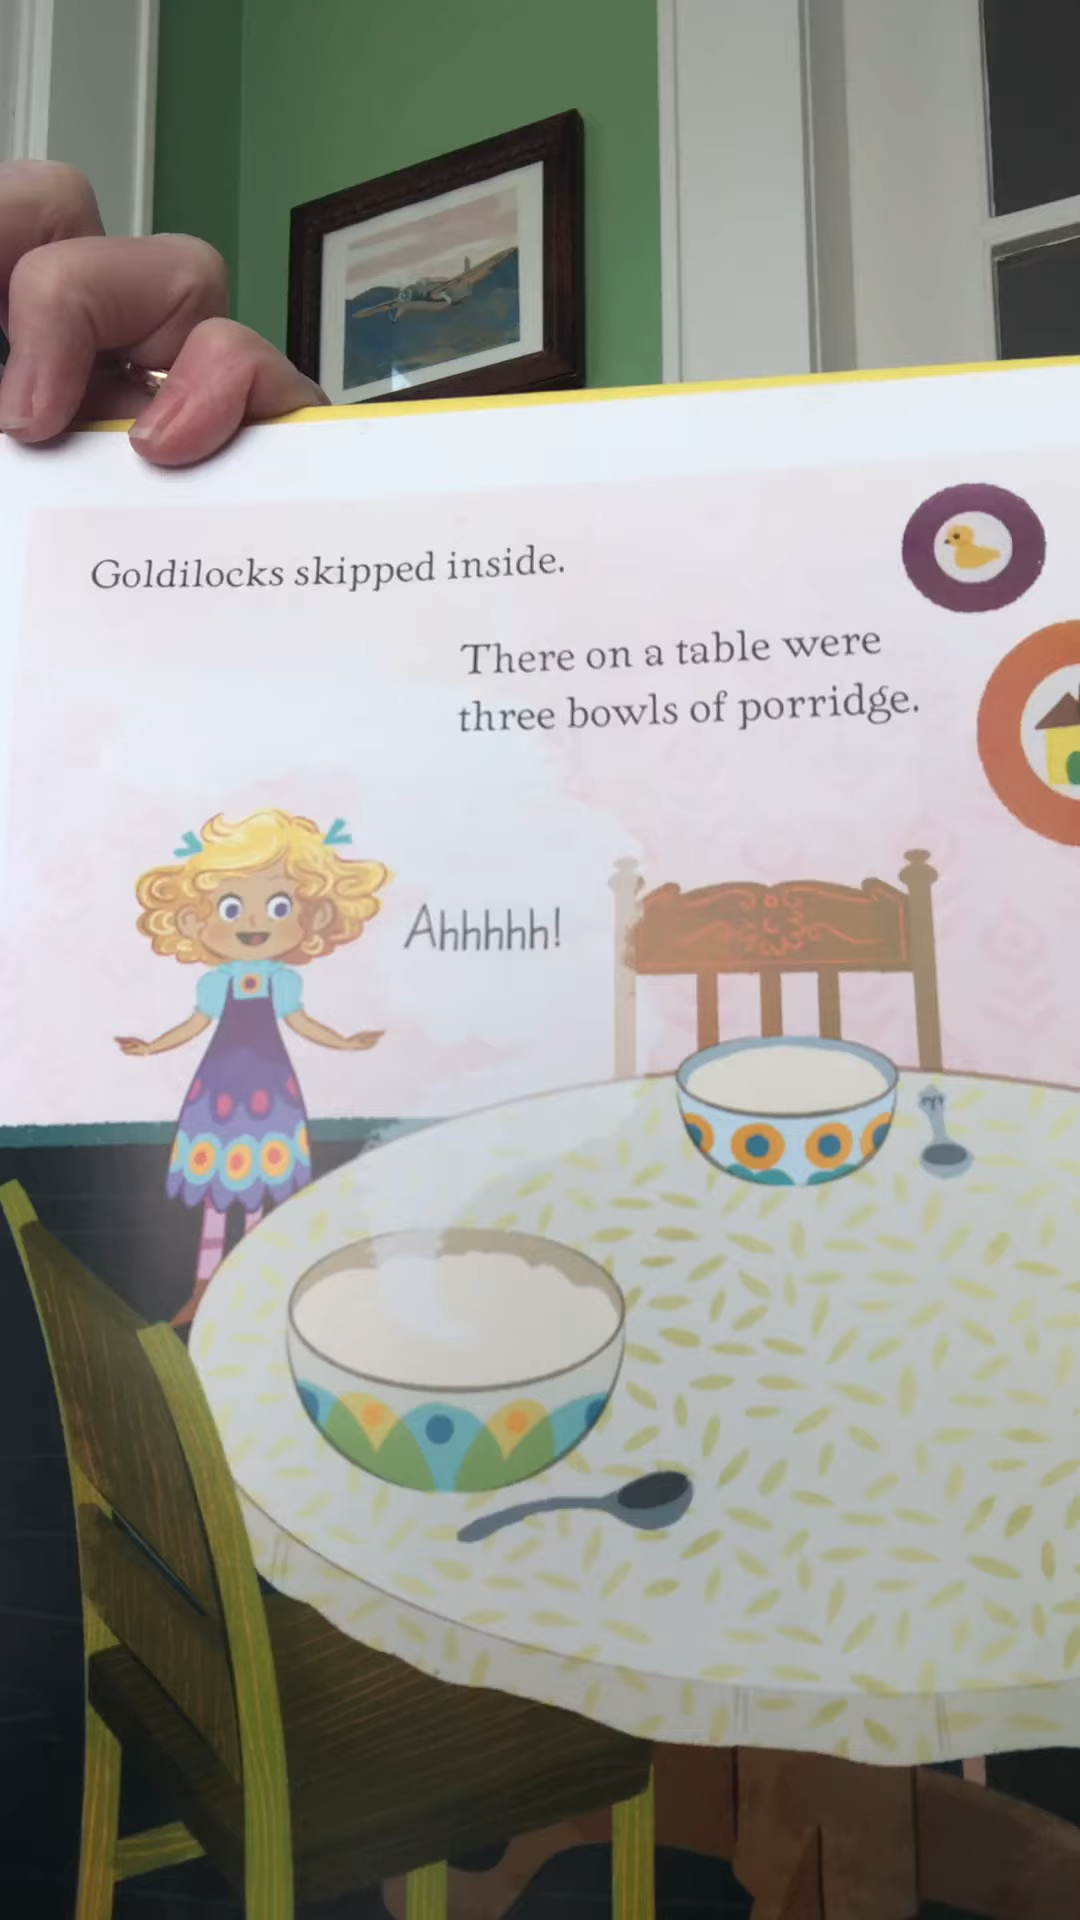 Goldilocks skipped inside.
There on a table were
three bowls of porridge.
Ahhhhh!